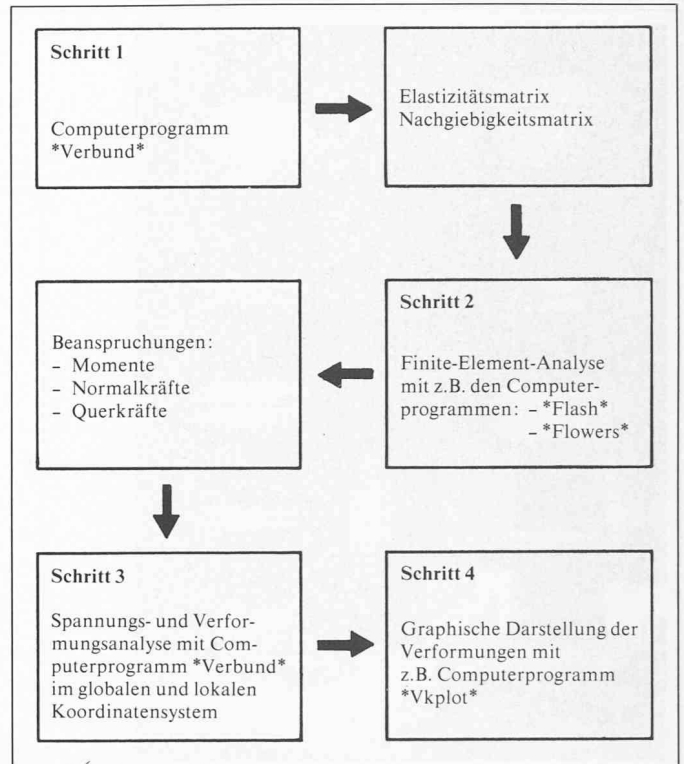 Schritt 1
Computerprogramm
*Verbund*
Elastizitätsmatrix
Nachgiebigkeitsmatrix
Schritt 2
Finite-Element-Analyse
mit z.B. den Computer-
programmen: – *Flash*
– *Flowers*
Beanspruchungen:
– Momente
– Normalkräfte
– Querkräfte
Schritt 3
Spannungs- und Verfor-
mungsanalyse mit Com-
puterprogramm *Verbund*
im globalen und lokalen
Koordinatensystem
Schritt 4
Graphische Darstellung der
Verformungen mit
z.B. Computerprogramm
*Vkplot*